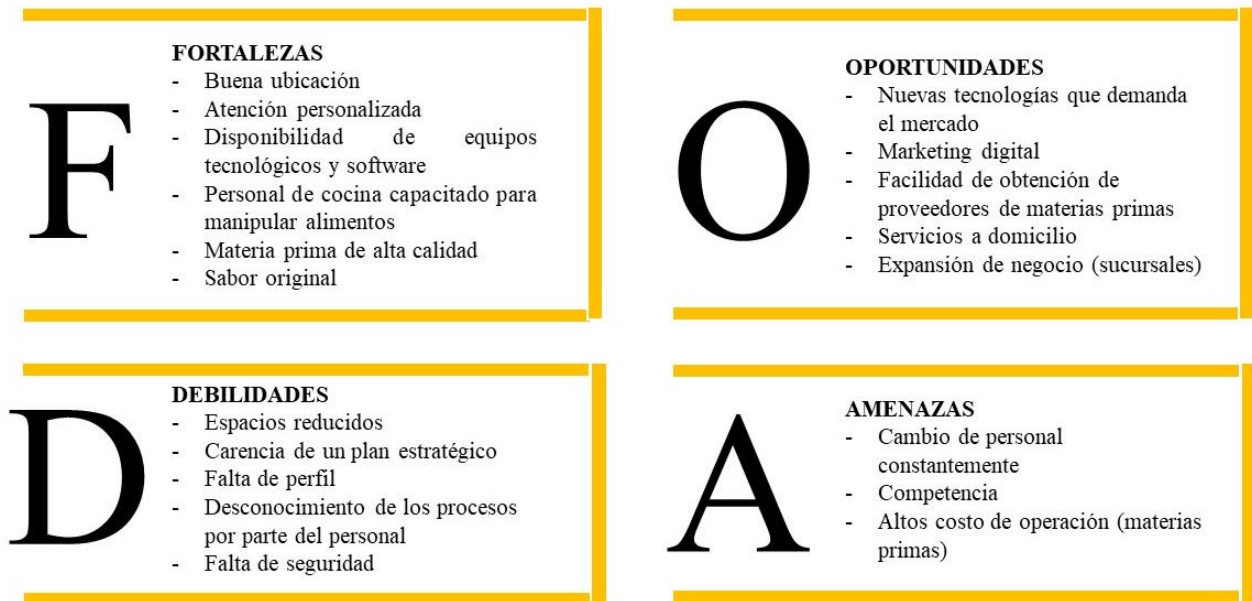 F
FORTALEZAS
- Buena ubicación
- Atención personalizada
- Disponibilidad de equipos
tecnológicos y software
- Personal de cocina capacitado para
manipular alimentos
- Materia prima de alta calidad
- Sabor original
O
OPORTUNIDADES
- Nuevas tecnologías que demanda
el mercado
- Marketing digital
- Facilidad de obtención de
proveedores de materias primas
- Servicios a domicilio
- Expansión de negocio (sucursales)
D
DEBILIDADES
- Espacios reducidos
- Carencia de un plan estratégico
- Falta de perfil
- Desconocimiento de los procesos
por parte del personal
- Falta de seguridad
A
AMENAZAS
- Cambio de personal
constantemente
- Competencia
- Altos costo de operación (materias
primas)